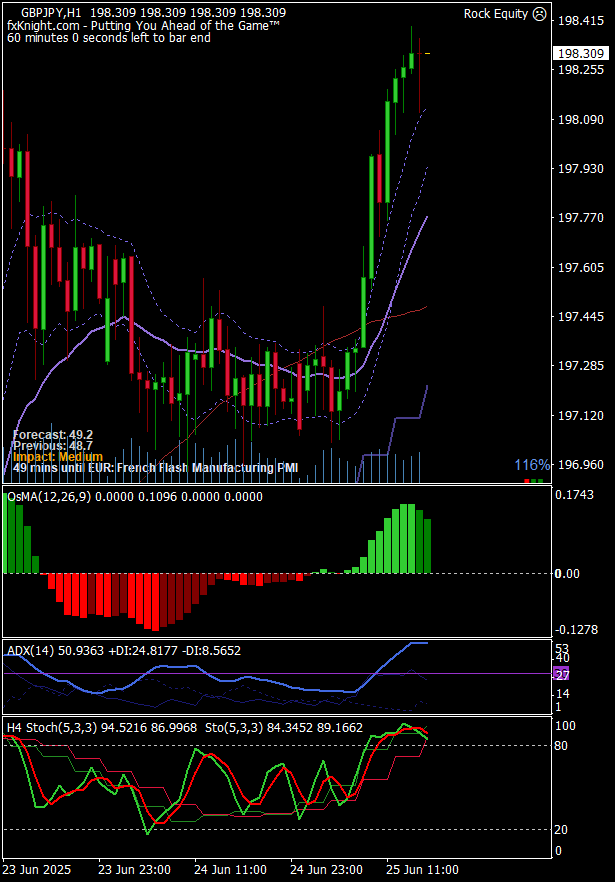 GBPJPY,H1 198.309 198.309 198.309 198.309
Rock Equity
fxKnight.com - Putting You Ahead of the Game™
60 minutes 0 seconds left to bar end
198.415
198.309
198.255
198.090
197.930
197.770
197.605
197.445
197.285
197.120
196.960
Forecast: 49.2
Previous: 48.7
Impact: Medium
49 mins until EUR: French Flash Manufacturing PMI
116%
OsMA(12,26,9) 0.0000 0.1096 0.0000 0.0000
0.1743
0.00
-0.1278
ADX(14) 50.9363 +DI:24.8177 -DI:8.5652
53
40
27
14
1
H4 Stoch(5,3,3) 94.5216 86.9968 Sto(5,3,3) 84.3452 89.1662
100
80
20
0
23 Jun 2025 23 Jun 23:00 24 Jun 11:00 24 Jun 23:00 25 Jun 11:00